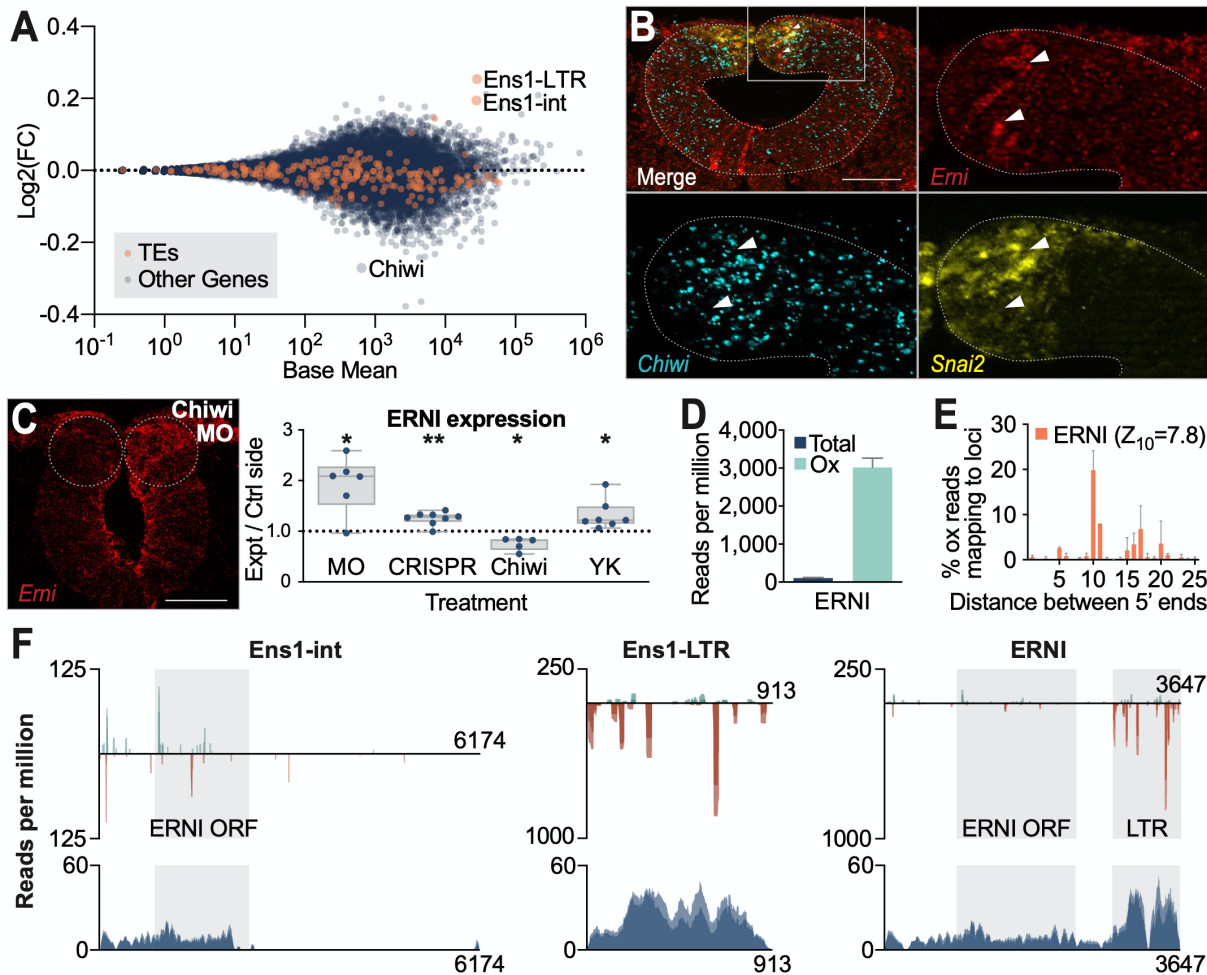 A
Log2(FC)
0.4
0.2
0.0
-0.2
-0.4
Ens1-LTR
Ens1-int
Chiwi
TEs
Other Genes
10-1 100 101 102 103 104 105 106
Base Mean
B
Merge
Erni
Chiwi
Snai2
C
Chiwi
MO
Erni
ERNI expression
Expt / Ctrl side
3
2
1.0
0
* ** * *
MO CRISPR Chiwi YK
Treatment
D
Reads per million
4,000
3,000
2,000
1,000
0
Total
Ox
ERNI
E
% ox reads
mapping to loci
30
20
10
0
ERNI (Z10=7.8)
5 10 15 20 25
Distance between 5’ ends
F
Reads per million
Ens1-int
125
6174
ERNI ORF
125
60
0
6174
Ens1-LTR
250
913
1000
60
0
913
ERNI
250
3647
ERNI ORF LTR
1000
60
0
3647